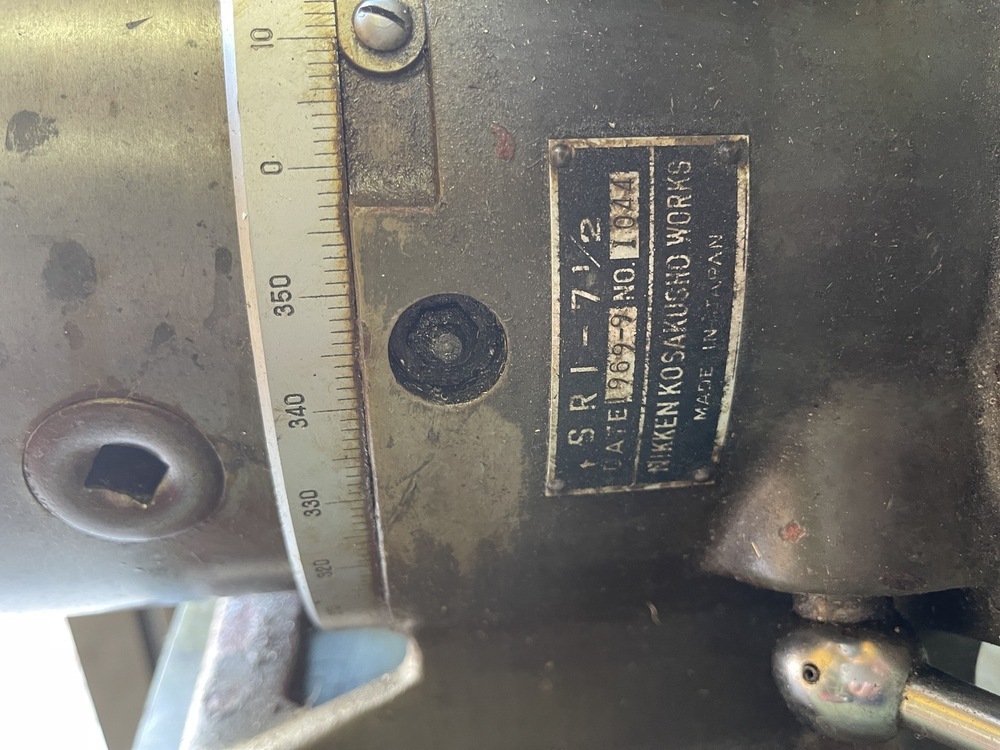 SRI-7 1/2
DATE 1969-9 NO. 1044
NIKKEN KOSAKUSHO WORKS
MADE IN JAPAN
10
0
350
340
330
320